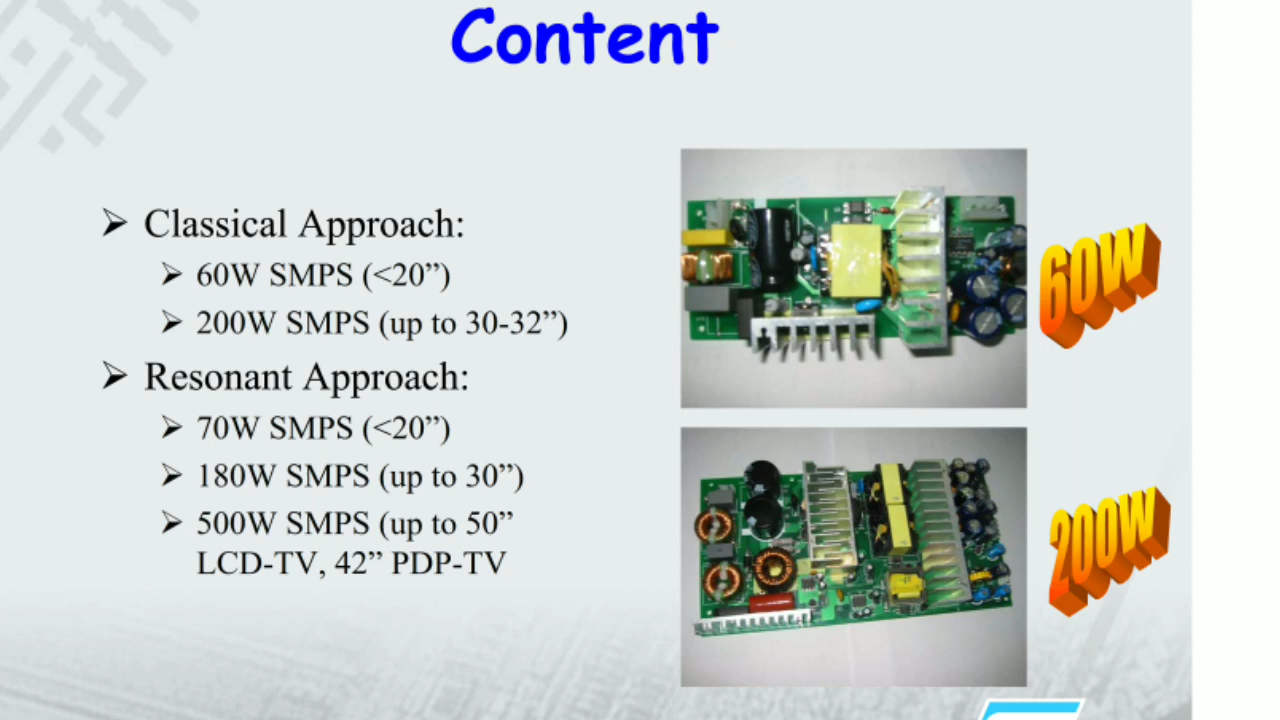 Content
➢ Classical Approach:
➢ 60W SMPS (<20”)
➢ 200W SMPS (up to 30-32”)
➢ Resonant Approach:
➢ 70W SMPS (<20”)
➢ 180W SMPS (up to 30”)
➢ 500W SMPS (up to 50”
LCD-TV, 42” PDP-TV
60W
200W